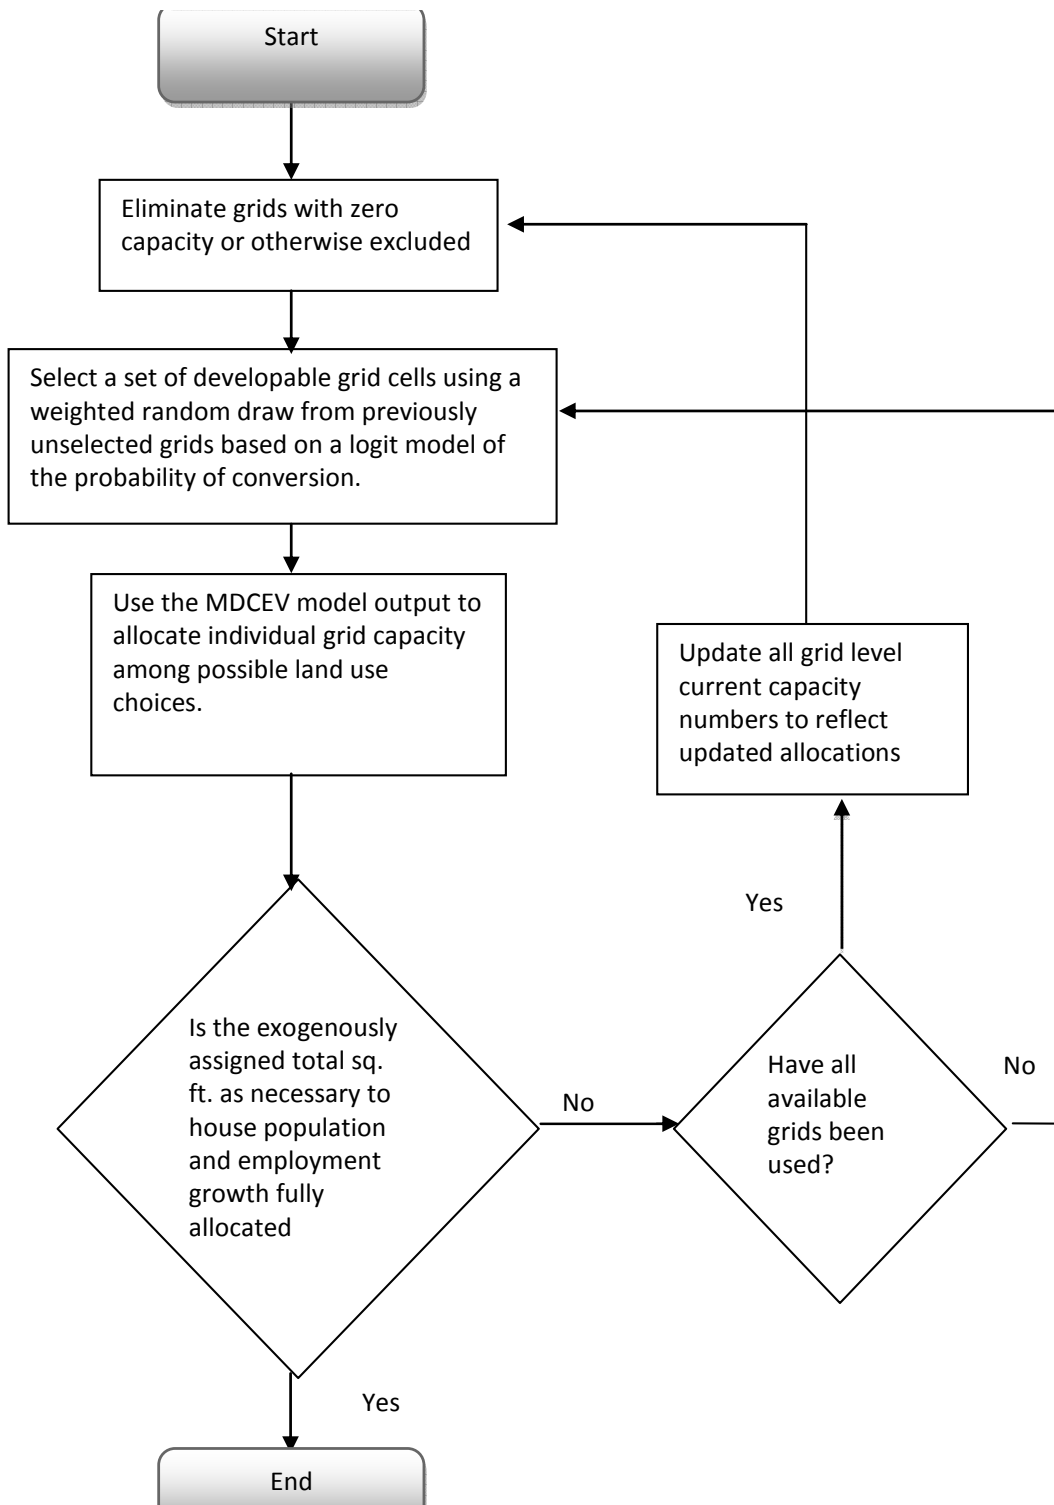 Start
Eliminate grids with zero
capacity or otherwise excluded
Select a set of developable grid cells using a
weighted random draw from previously
unselected grids based on a logit model of
the probability of conversion.
Use the MDCEV model output to
allocate individual grid capacity
among possible land use
choices.
Update all grid level
current capacity
numbers to reflect
updated allocations
Yes
Is the exogenously
assigned total sq.
ft. as necessary to
house population
and employment
growth fully
allocated
No
Have all
available
grids been
used?
No
Yes
End